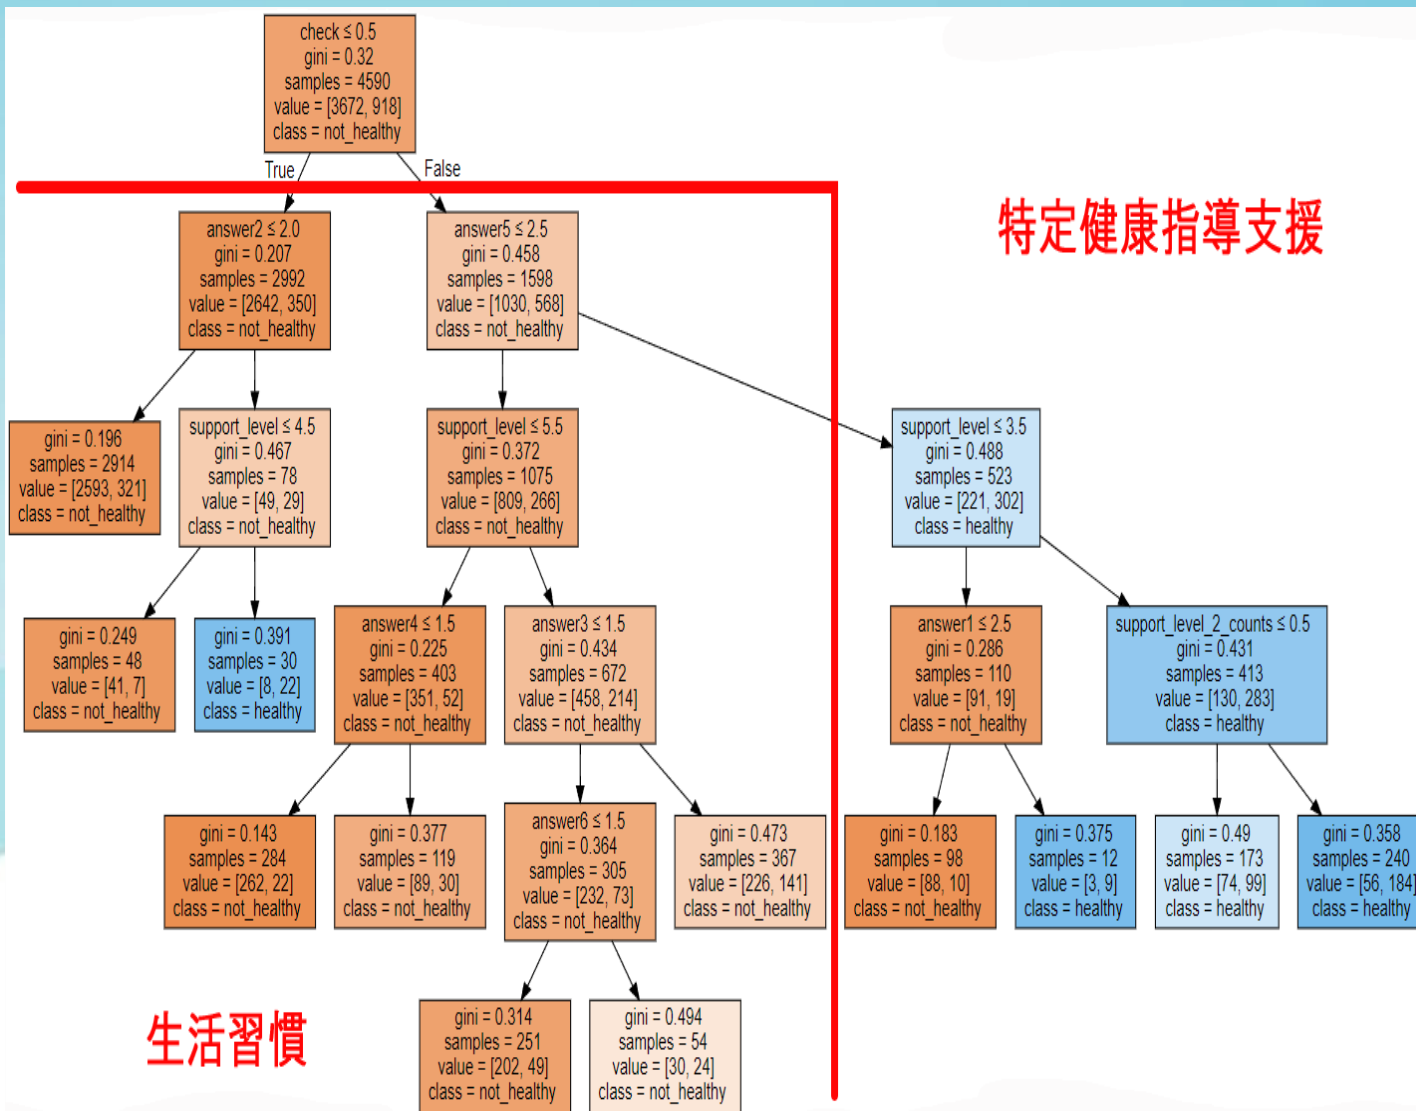 check ≤ 0.5
gini = 0.32
samples = 4590
value = [3672, 918]
class = not_healthy
True
False
answer2 ≤ 2.0
gini = 0.207
samples = 2992
value = [2642, 350]
class = not_healthy
answer5 ≤ 2.5
gini = 0.458
samples = 1598
value = [1030, 568]
class = not_healthy
特定健康指導支援
gini = 0.196
samples = 2914
value = [2593, 321]
class = not_healthy
support_level ≤ 4.5
gini = 0.467
samples = 78
value = [49, 29]
class = not_healthy
support_level ≤ 5.5
gini = 0.372
samples = 1075
value = [809, 266]
class = not_healthy
support_level ≤ 3.5
gini = 0.488
samples = 523
value = [221, 302]
class = healthy
gini = 0.249
samples = 48
value = [41, 7]
class = not_healthy
gini = 0.391
samples = 30
value = [8, 22]
class = healthy
answer4 ≤ 1.5
gini = 0.225
samples = 403
value = [351, 52]
class = not_healthy
answer3 ≤ 1.5
gini = 0.434
samples = 672
value = [458, 214]
class = not_healthy
answer1 ≤ 2.5
gini = 0.286
samples = 110
value = [91, 19]
class = not_healthy
support_level_2_counts ≤ 0.5
gini = 0.431
samples = 413
value = [130, 283]
class = healthy
gini = 0.143
samples = 284
value = [262, 22]
class = not_healthy
gini = 0.377
samples = 119
value = [89, 30]
class = not_healthy
answer6 ≤ 1.5
gini = 0.364
samples = 305
value = [232, 73]
class = not_healthy
gini = 0.473
samples = 367
value = [226, 141]
class = not_healthy
gini = 0.183
samples = 98
value = [88, 10]
class = not_healthy
gini = 0.375
samples = 12
value = [3, 9]
class = healthy
gini = 0.49
samples = 173
value = [74, 99]
class = healthy
gini = 0.358
samples = 240
value = [56, 184]
class = healthy
生活習慣
gini = 0.314
samples = 251
value = [202, 49]
class = not_healthy
gini = 0.494
samples = 54
value = [30, 24]
class = not_healthy